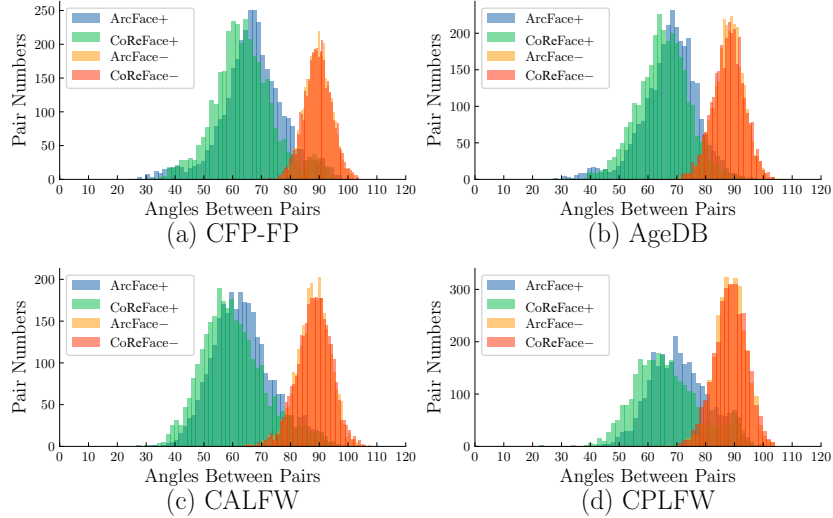 ArcFace+
CoReFace+
ArcFace−
CoReFace−
Pair Numbers
250
200
150
100
50
0
0 10 20 30 40 50 60 70 80 90 100 110 120
Angles Between Pairs
(a) CFP-FP
ArcFace+
CoReFace+
ArcFace−
CoReFace−
Pair Numbers
200
150
100
50
0
0 10 20 30 40 50 60 70 80 90 100 110 120
Angles Between Pairs
(b) AgeDB
ArcFace+
CoReFace+
ArcFace−
CoReFace−
Pair Numbers
200
150
100
50
0
0 10 20 30 40 50 60 70 80 90 100 110 120
Angles Between Pairs
(c) CALFW
ArcFace+
CoReFace+
ArcFace−
CoReFace−
Pair Numbers
300
200
100
0
0 10 20 30 40 50 60 70 80 90 100 110 120
Angles Between Pairs
(d) CPLFW